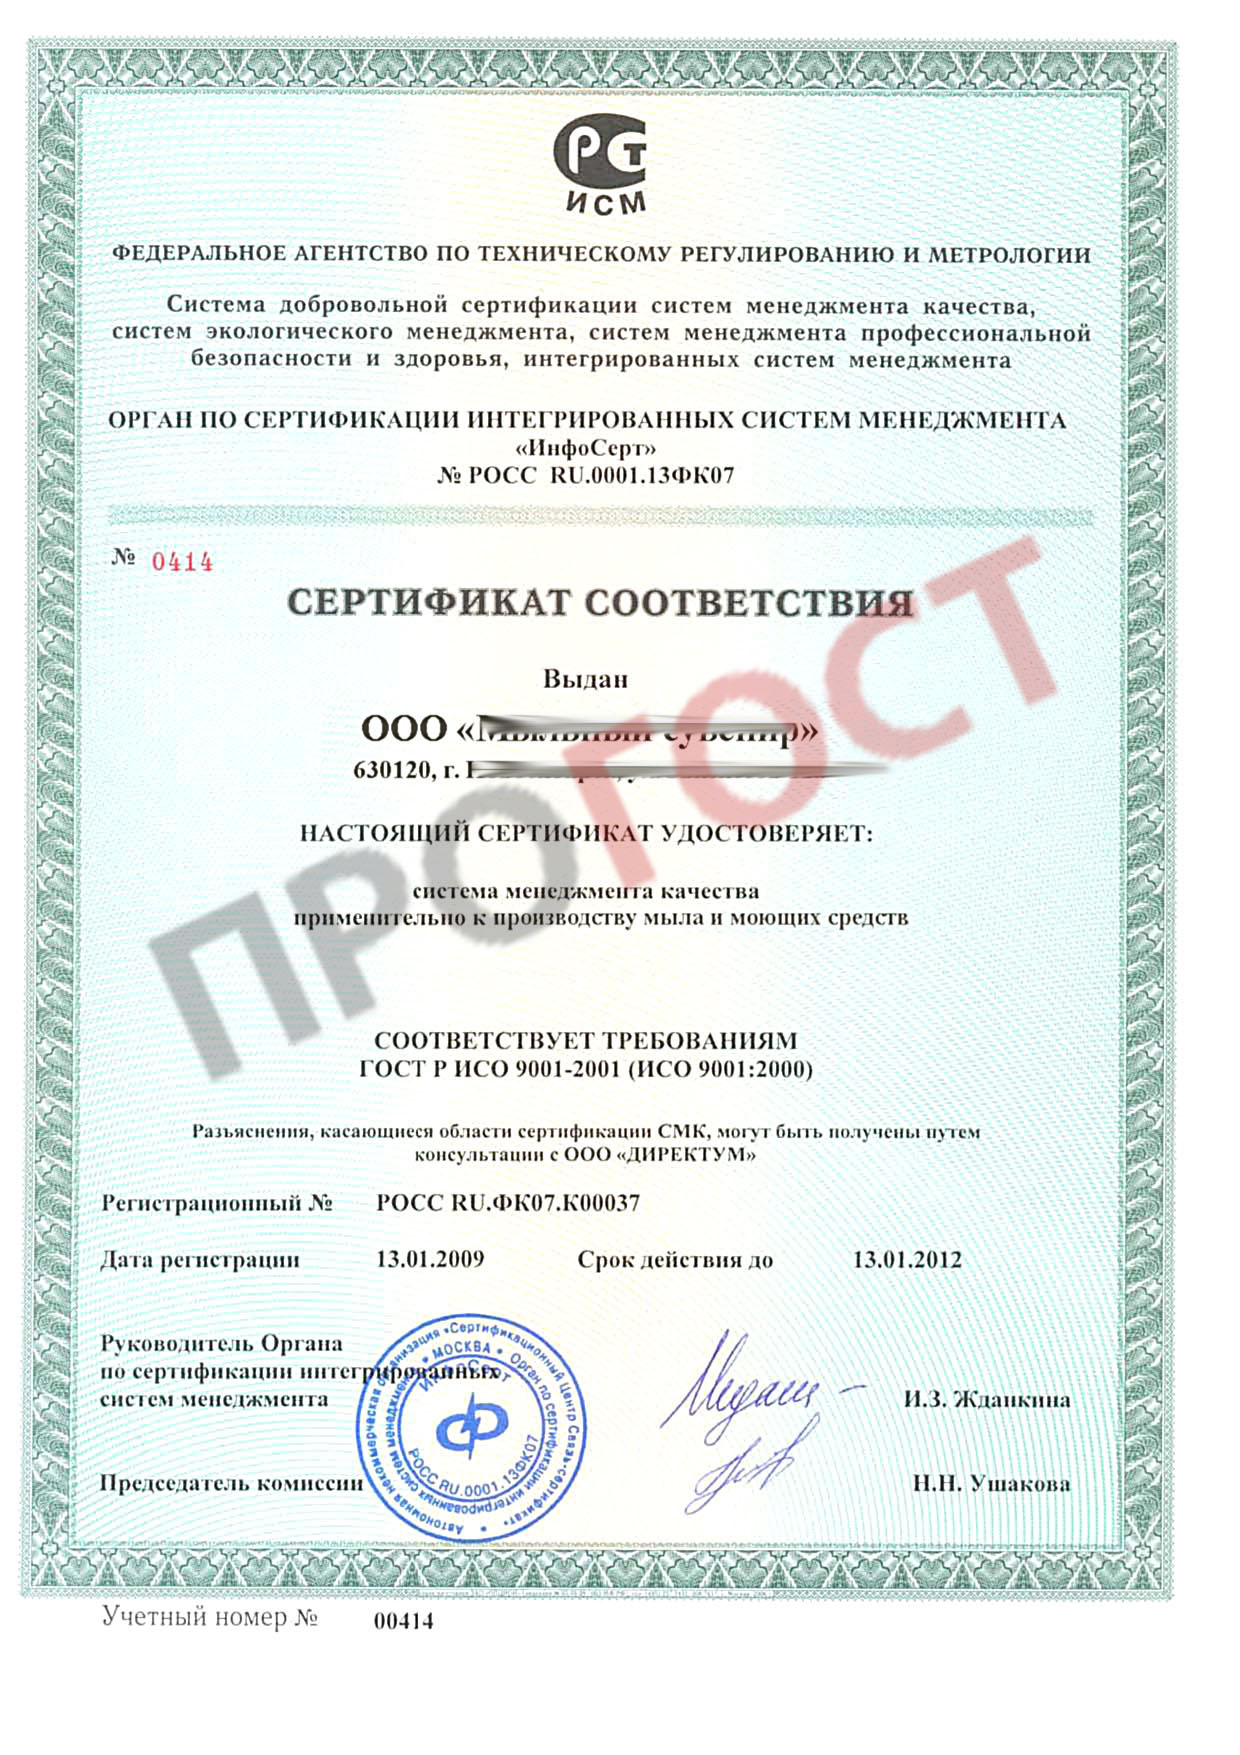 РСТ
ИСМ
ФЕДЕРАЛЬНОЕ АГЕНТСТВО ПО ТЕХНИЧЕСКОМУ РЕГУЛИРОВАНИЮ И МЕТРОЛОГИИ
Система добровольной сертификации систем менеджмента качества,
систем экологического менеджмента, систем менеджмента профессиональной
безопасности и здоровья, интегрированных систем менеджмента
ОРГАН ПО СЕРТИФИКАЦИИ ИНТЕГРИРОВАННЫХ СИСТЕМ МЕНЕДЖМЕНТА
«ИнфоСерт»
№ РОСС RU.0001.13ФК07
№ 0414
СЕРТИФИКАТ СООТВЕТСТВИЯ
Выдан
ООО «
630120, г.
ПРОГОСТ
НАСТОЯЩИЙ СЕРТИФИКАТ УДОСТОВЕРЯЕТ:
система менеджмента качества
применительно к производству мыла и моющих средств
СООТВЕТСТВУЕТ ТРЕБОВАНИЯМ
ГОСТ Р ИСО 9001-2001 (ИСО 9001:2000)
Разъяснения, касающиеся области сертификации СМК, могут быть получены путем
консультации с ООО «ДИРЕКТУМ»
Регистрационный № РОСС RU.ФК07.К00037
Дата регистрации 13.01.2009 Срок действия до 13.01.2012
Руководитель Органа
по сертификации интегрированных
систем менеджмента И.З. Жданкина
Председатель комиссии Н.Н. Ушакова
Автономная некоммерческая организация «Сертификационный Центр Связь-сертификат»
МОСКВА • Орган по сертификации интегрированных систем менеджмента •
ИнфоСерт
РОСС RU.0001.13ФК07
Учетный номер № 00414